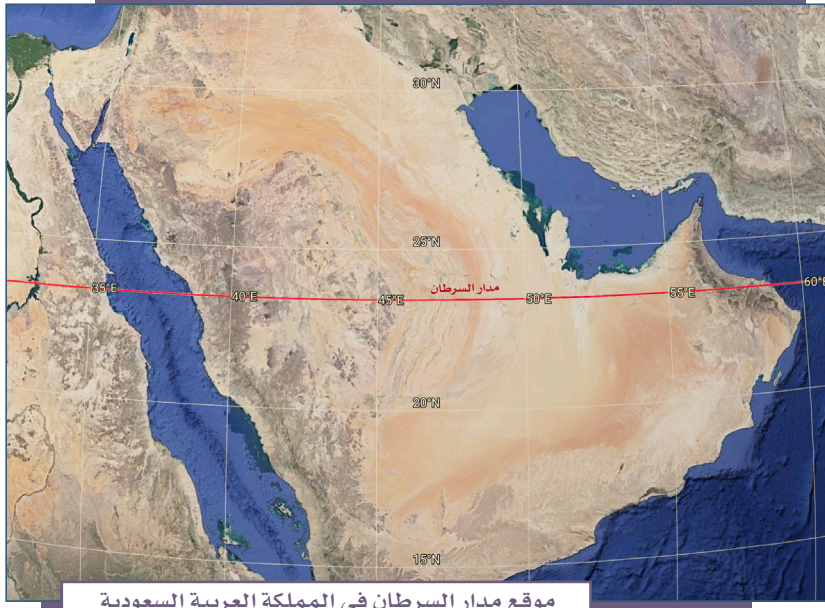 30°N
25°N
مدار السرطان
35°E
40°E
45°E
50°E
55°E
60°E
20°N
15°N
موقع مدار السرطان في المملكة العربية السعودية